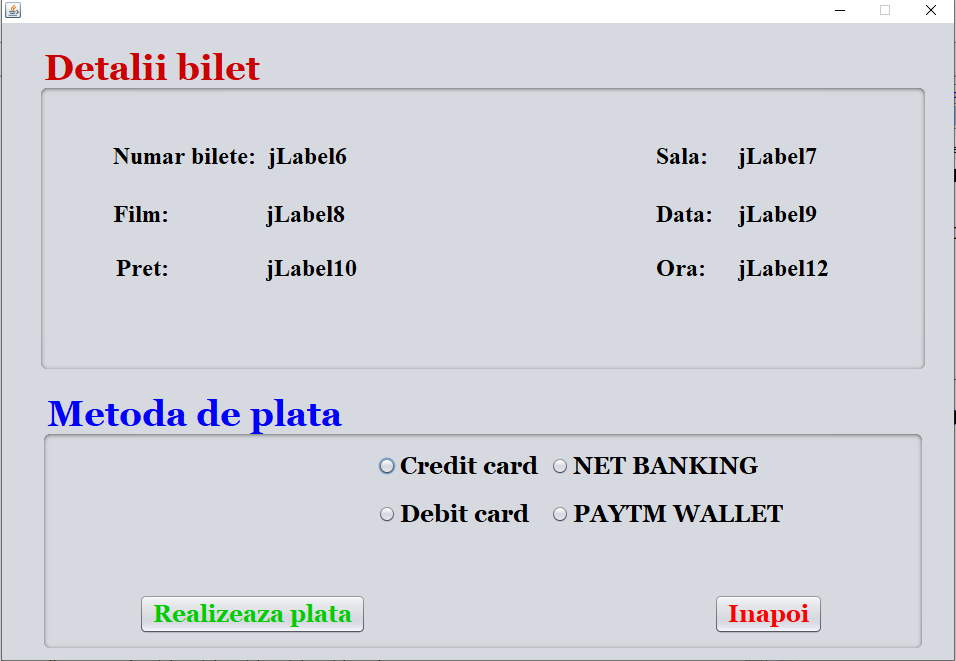 Detalii bilet
Numar bilete: jLabel6 Sala: jLabel7
Film: jLabel8 Data: jLabel9
Pret: jLabel10 Ora: jLabel12
Metoda de plata
Credit card NET BANKING
Debit card PAYTM WALLET
Realizeaza plata Inapoi